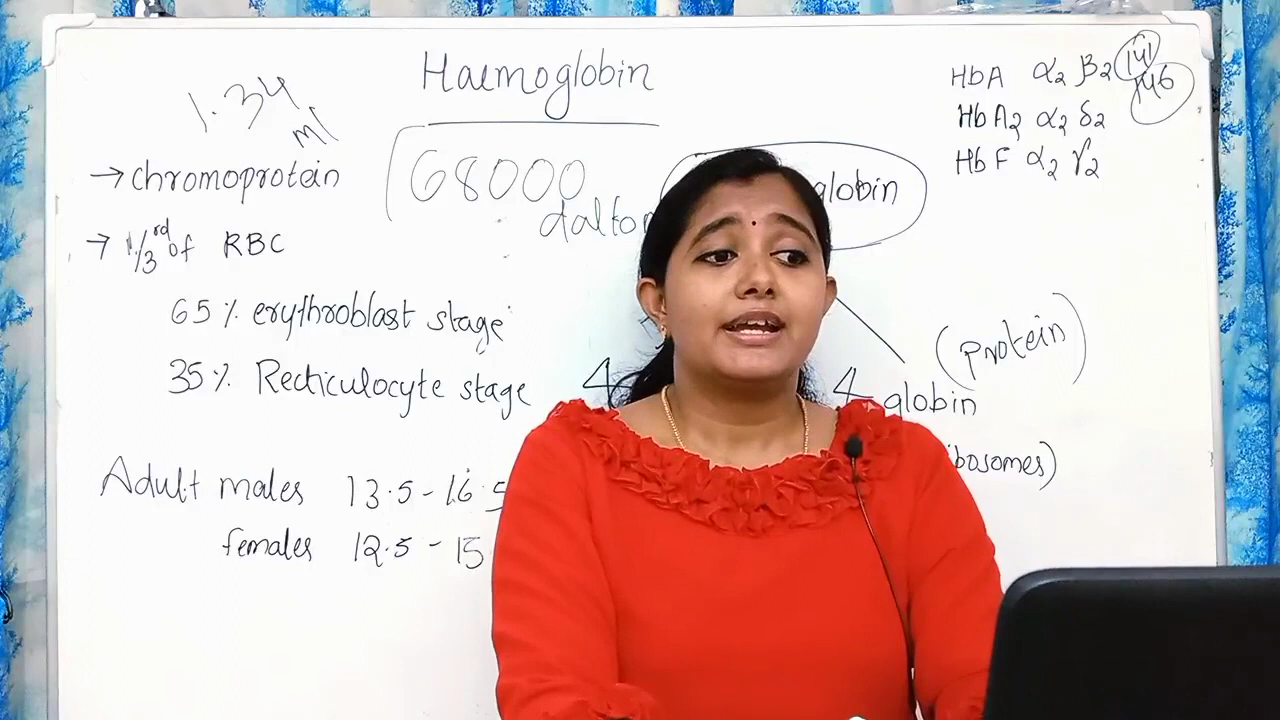 Haemoglobin
1.34
ml
→ chromoprotein
68000
dalton
globin
→ 1/3rd of RBC
65% erythroblast stage
35% Recticulocyte stage
4
4 globin
(protein)
ibosomes)
Adult males 13.5 - 16.5
females 12.5 - 15
HbA α₂ β₂ 141
146
HbA₂ α₂ δ₂
HbF α₂ γ₂